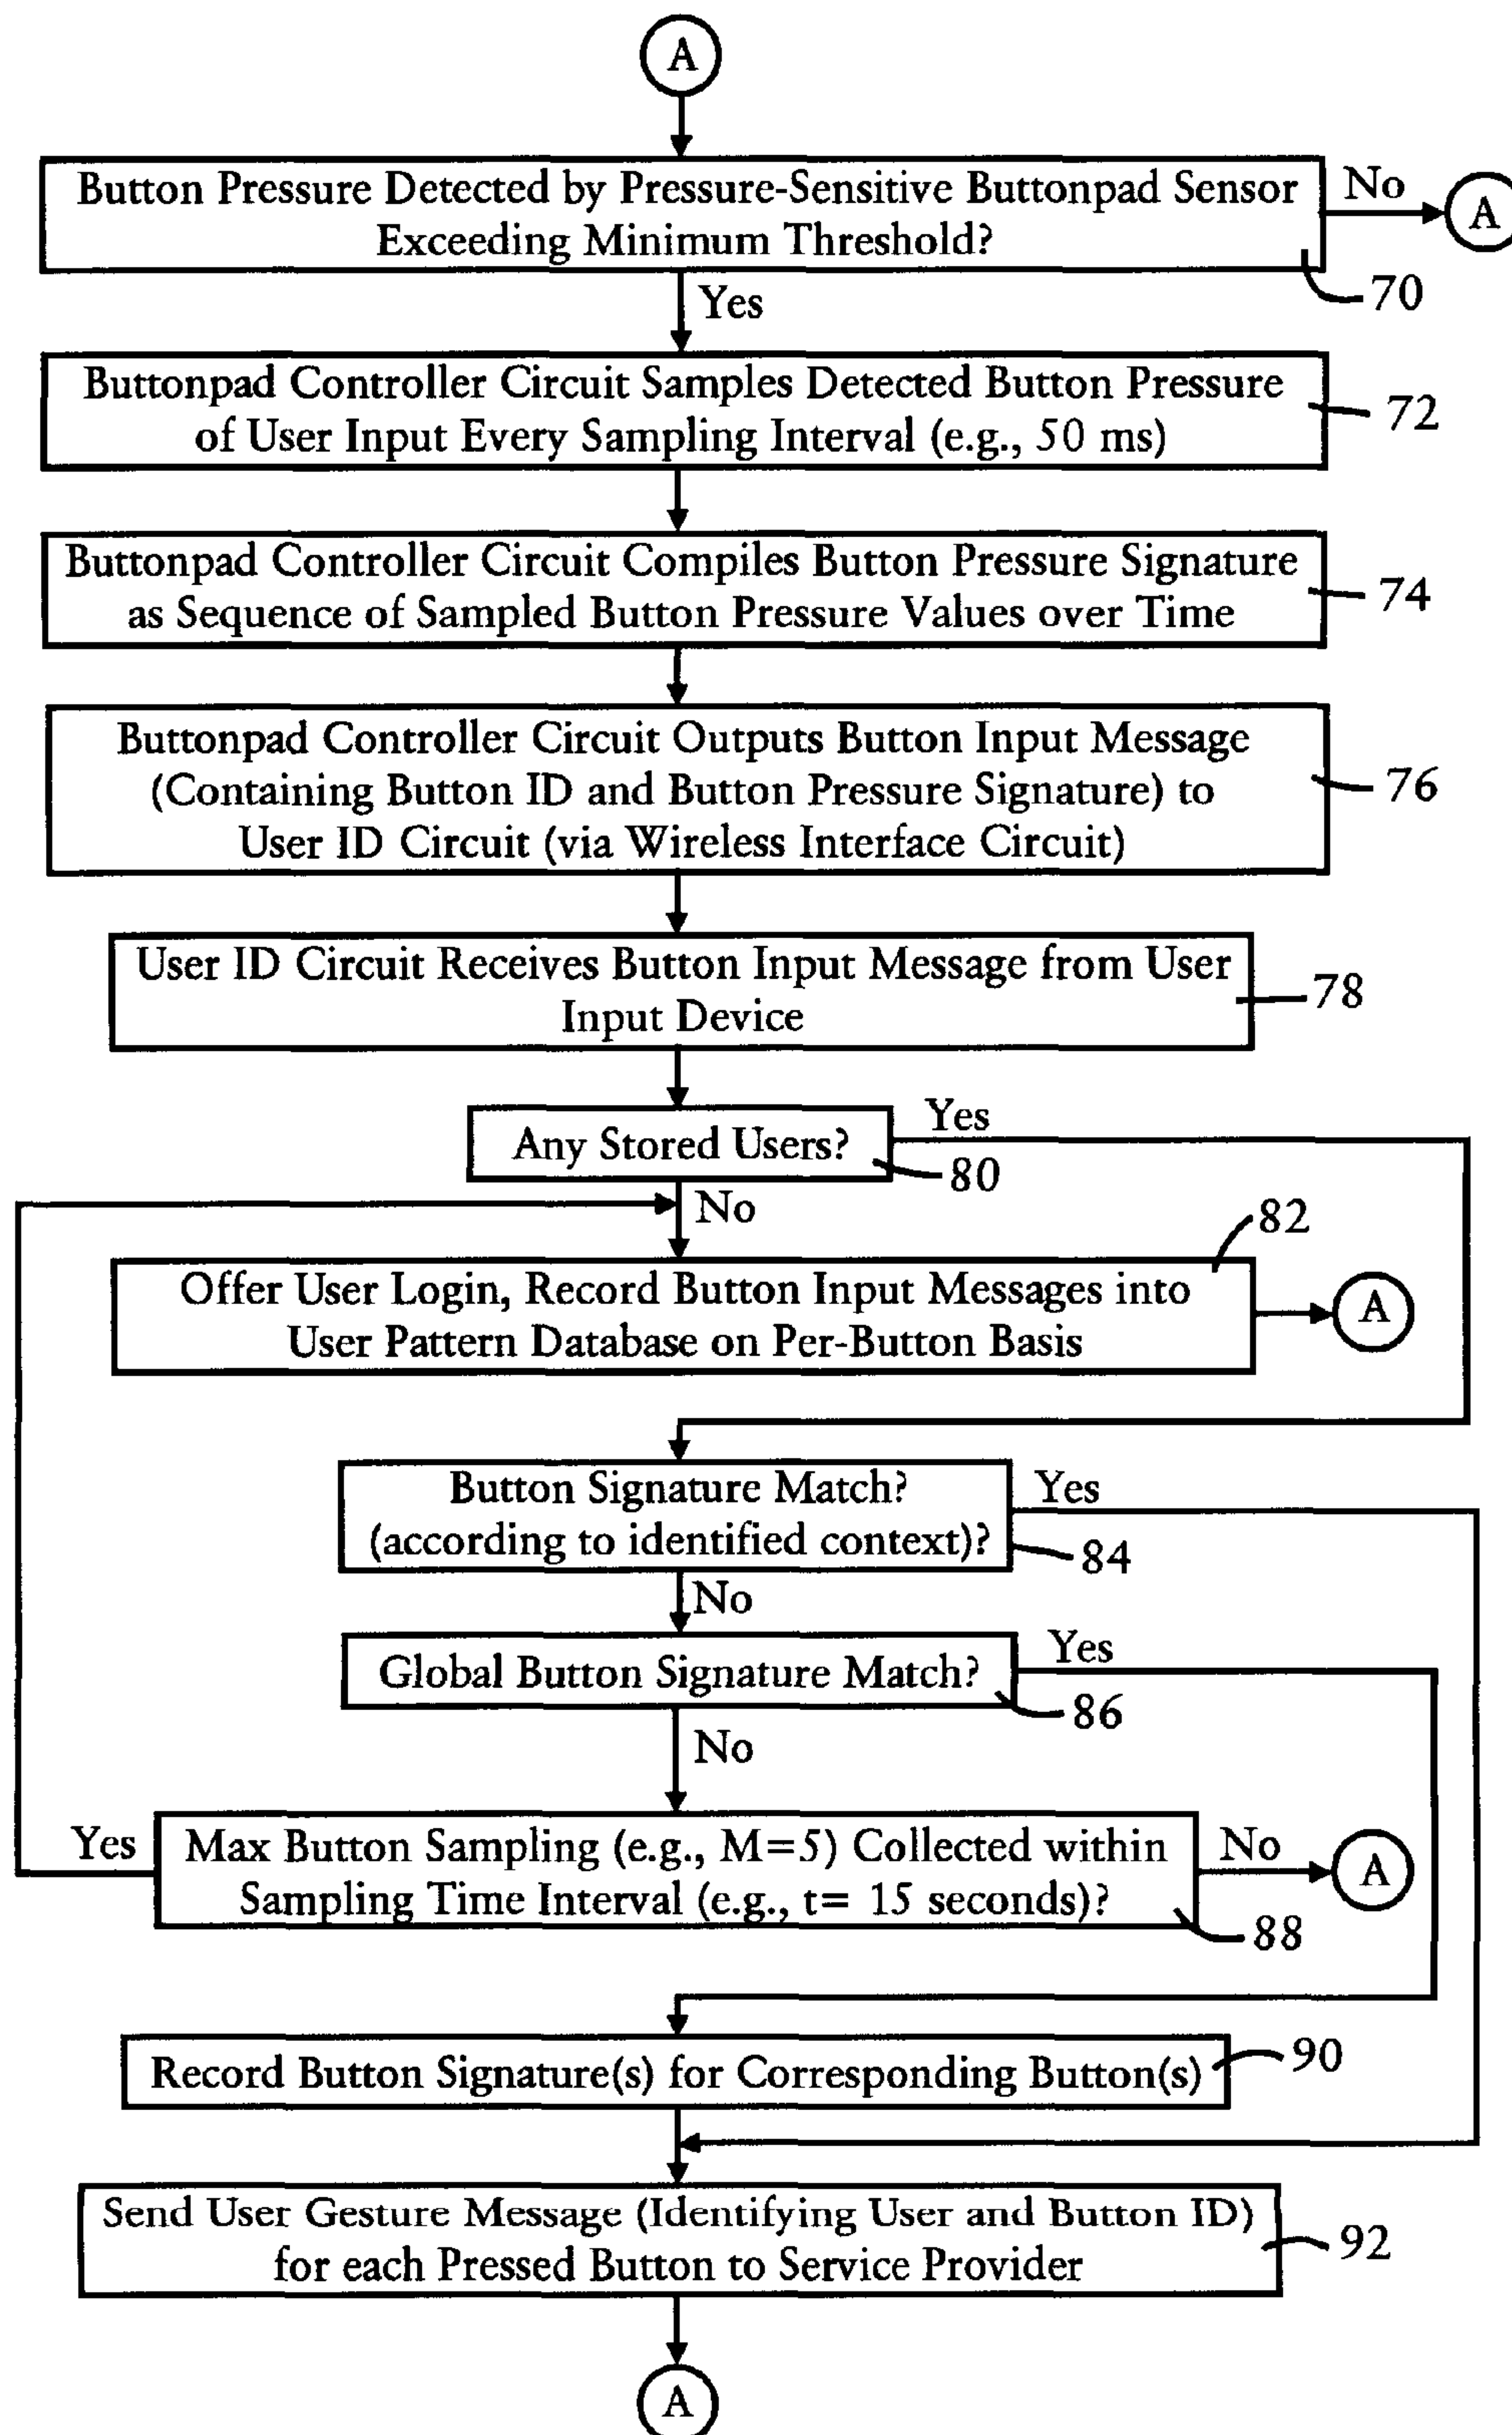 A
Button Pressure Detected by Pressure-Sensitive Buttonpad Sensor
Exceeding Minimum Threshold?
No
A
70
Yes
Buttonpad Controller Circuit Samples Detected Button Pressure
of User Input Every Sampling Interval (e.g., 50 ms)
72
Buttonpad Controller Circuit Compiles Button Pressure Signature
as Sequence of Sampled Button Pressure Values over Time
74
Buttonpad Controller Circuit Outputs Button Input Message
(Containing Button ID and Button Pressure Signature) to
User ID Circuit (via Wireless Interface Circuit)
76
User ID Circuit Receives Button Input Message from User
Input Device
78
Any Stored Users?
Yes
80
No
82
Offer User Login, Record Button Input Messages into
User Pattern Database on Per-Button Basis
A
Button Signature Match?
(according to identified context)?
Yes
84
No
Global Button Signature Match?
Yes
86
No
Yes
Max Button Sampling (e.g., M=5) Collected within
Sampling Time Interval (e.g., t= 15 seconds)?
No
A
88
Record Button Signature(s) for Corresponding Button(s)
90
Send User Gesture Message (Identifying User and Button ID)
for each Pressed Button to Service Provider
92
A